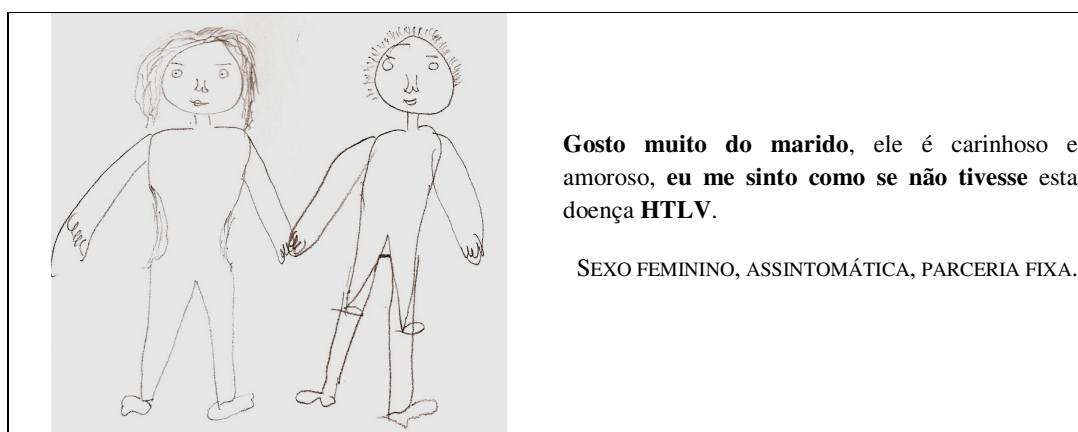 Gosto muito do marido, ele é carinhoso e
amoroso, eu me sinto como se não tivesse esta
doença HTLV.
SEXO FEMININO, ASSINTOMÁTICA, PARCERIA FIXA.